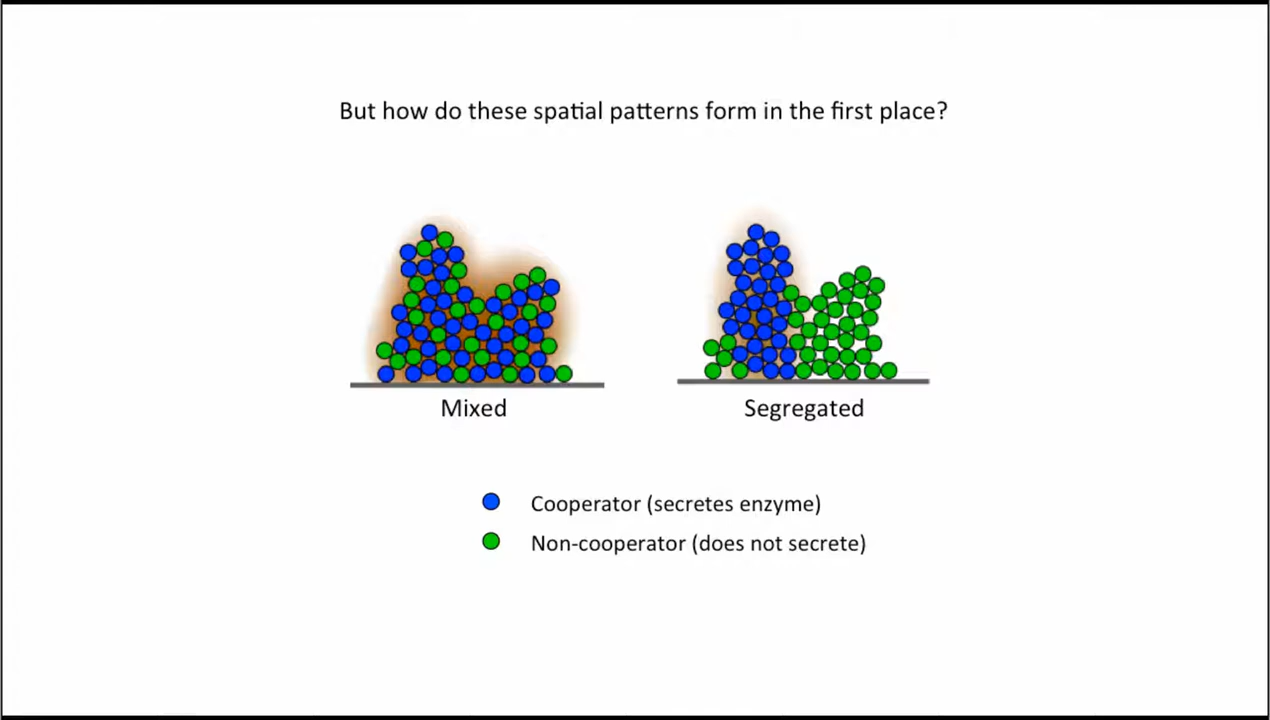 But how do these spatial patterns form in the first place?
Mixed
Segregated
Cooperator (secretes enzyme)
Non-cooperator (does not secrete)